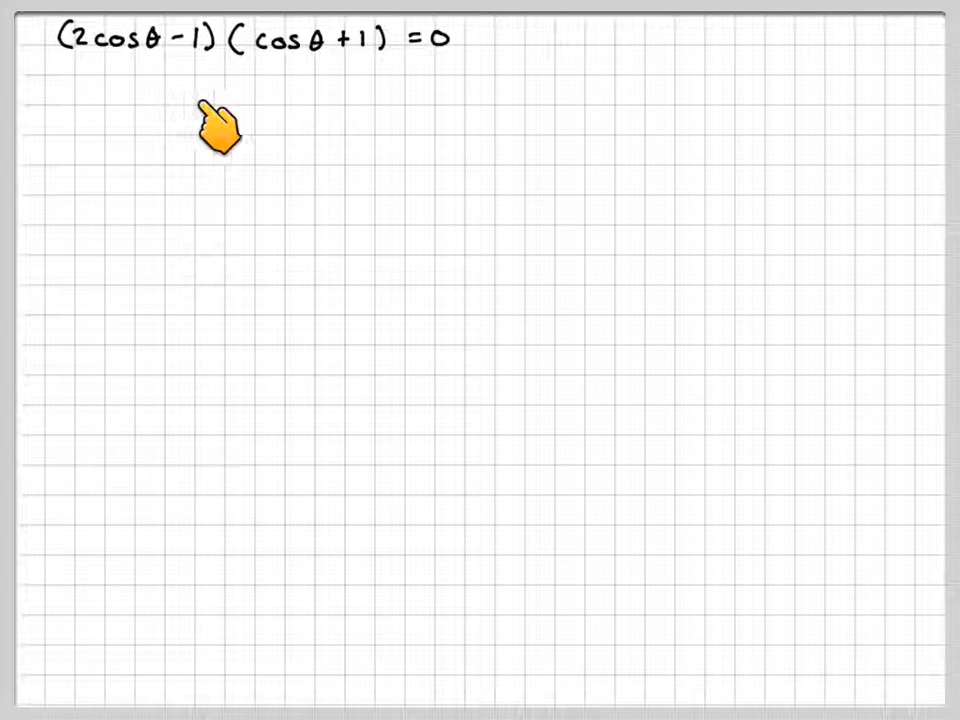 (2cosθ - 1) (cosθ + 1) = 0